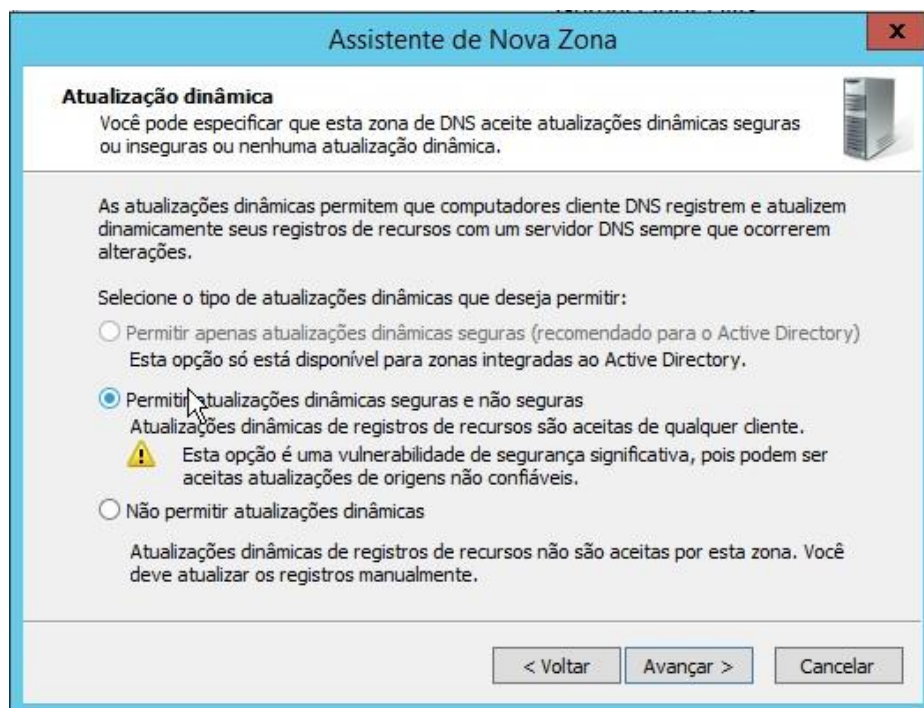 Assistente de Nova Zona
x
Atualização dinâmica
Você pode especificar que esta zona de DNS aceite atualizações dinâmicas seguras
ou inseguras ou nenhuma atualização dinâmica.
As atualizações dinâmicas permitem que computadores cliente DNS registrem e atualizem
dinamicamente seus registros de recursos com um servidor DNS sempre que ocorrerem
alterações.
Selecione o tipo de atualizações dinâmicas que deseja permitir:
Permitir apenas atualizações dinâmicas seguras (recomendado para o Active Directory)
Esta opção só está disponível para zonas integradas ao Active Directory.
Permitir atualizações dinâmicas seguras e não seguras
Atualizações dinâmicas de registros de recursos são aceitas de qualquer cliente.
Esta opção é uma vulnerabilidade de segurança significativa, pois podem ser
aceitas atualizações de origens não confiáveis.
Não permitir atualizações dinâmicas
Atualizações dinâmicas de registros de recursos não são aceitas por esta zona. Você
deve atualizar os registros manualmente.
< Voltar
Avançar >
Cancelar